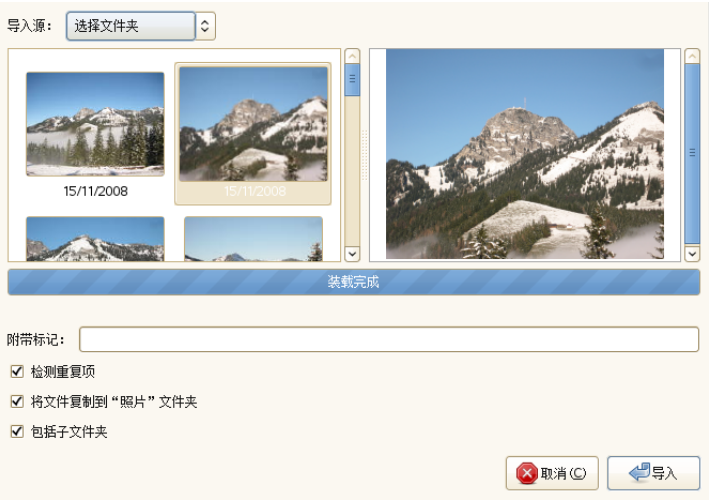 导入源： 选择文件夹
15/11/2008 15/11/2008
装载完成
附带标记：
检测重复项
将文件复制到“照片”文件夹
包括子文件夹
取消(C) 导入